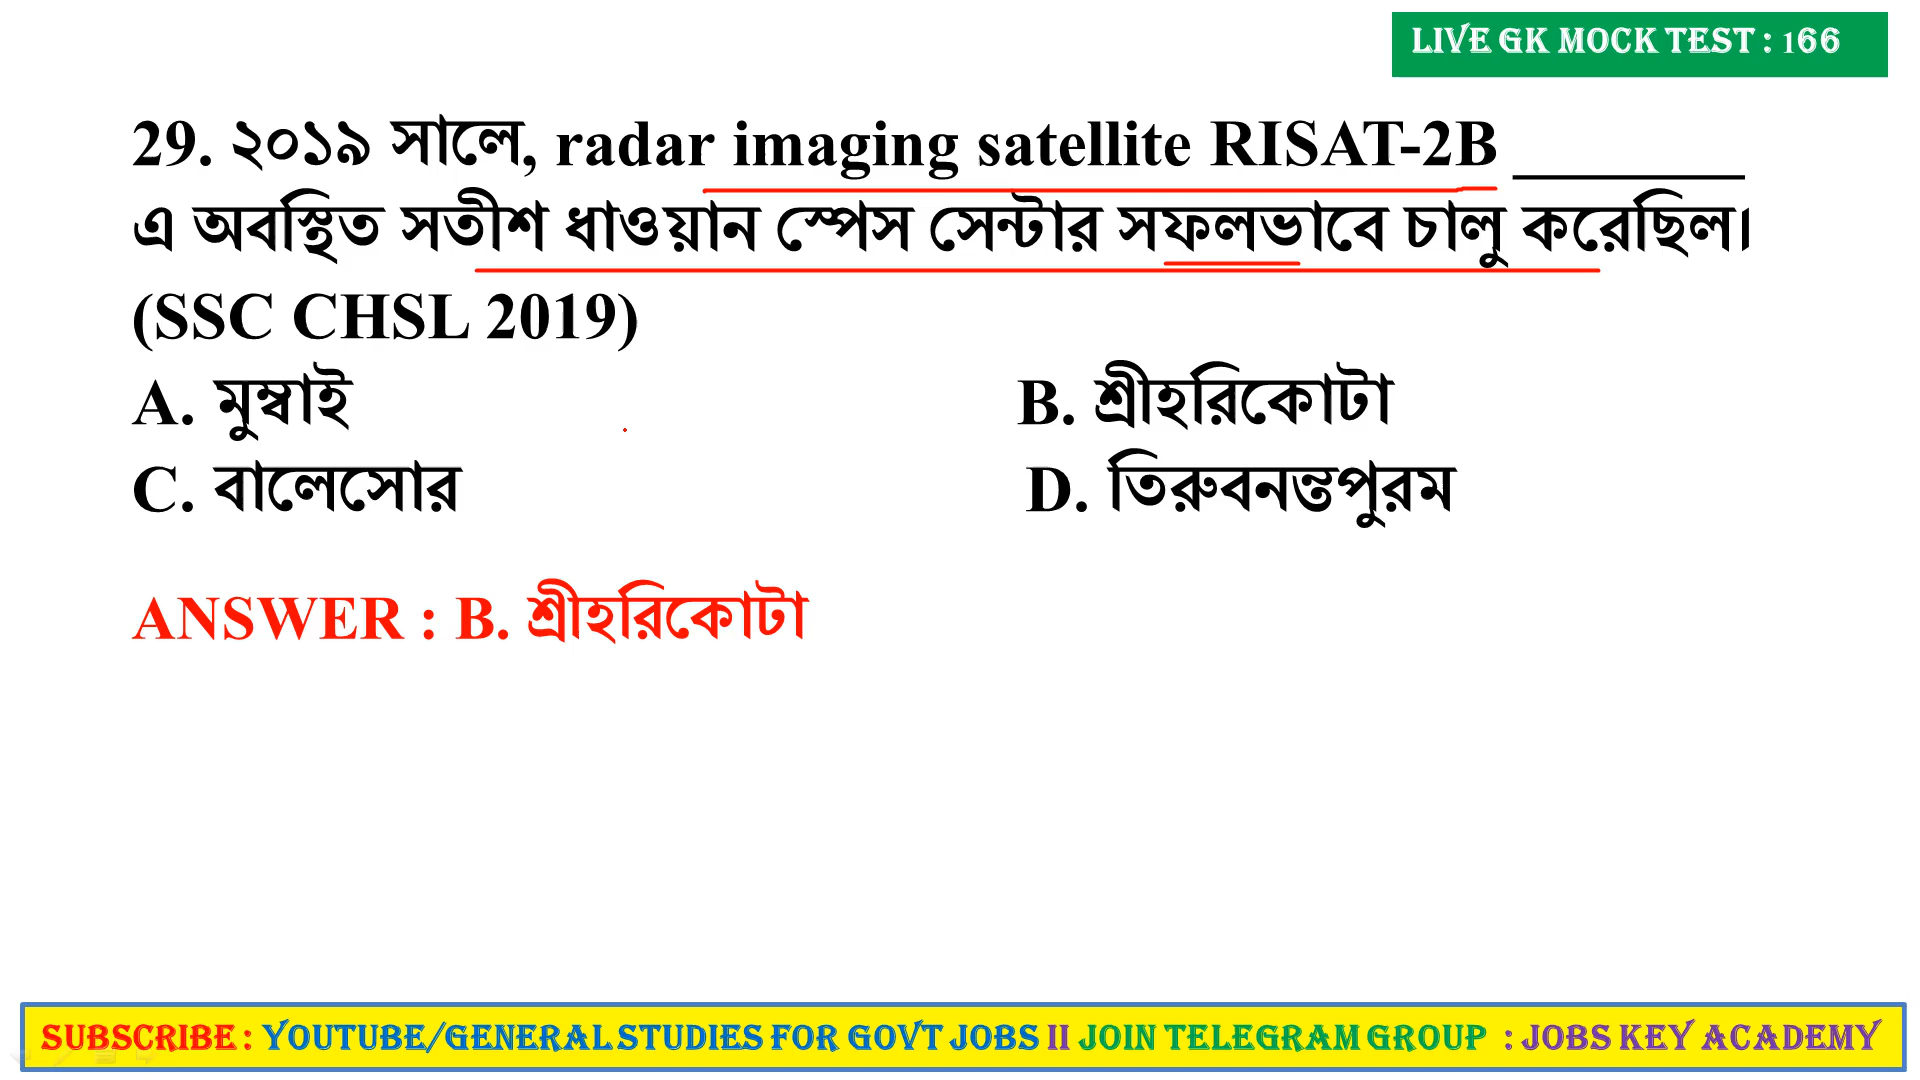 LIVE GK MOCK TEST : 166
29. ২০১৯ সালে, radar imaging satellite RISAT-2B _______
এ অবস্থিত সতীশ ধাওয়ান স্পেস সেন্টার সফলভাবে চালু করেছিল।
(SSC CHSL 2019)
A. মুম্বাই B. শ্রীহরিকোটা
C. বালেসোর D. তিরুবনন্তপুরম
ANSWER : B. শ্রীহরিকোটা
SUBSCRIBE : YOUTUBE/GENERAL STUDIES FOR GOVT JOBS II JOIN TELEGRAM GROUP : JOBS KEY ACADEMY